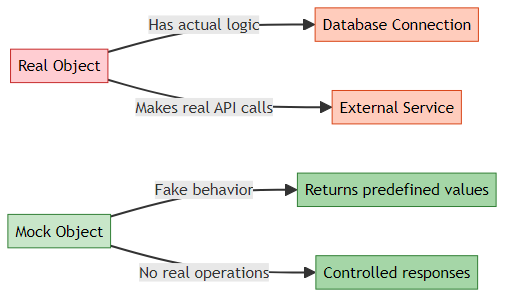 Has actual logic
Database Connection
Real Object
Makes real API calls
External Service
Fake behavior
Returns predefined values
Mock Object
No real operations
Controlled responses